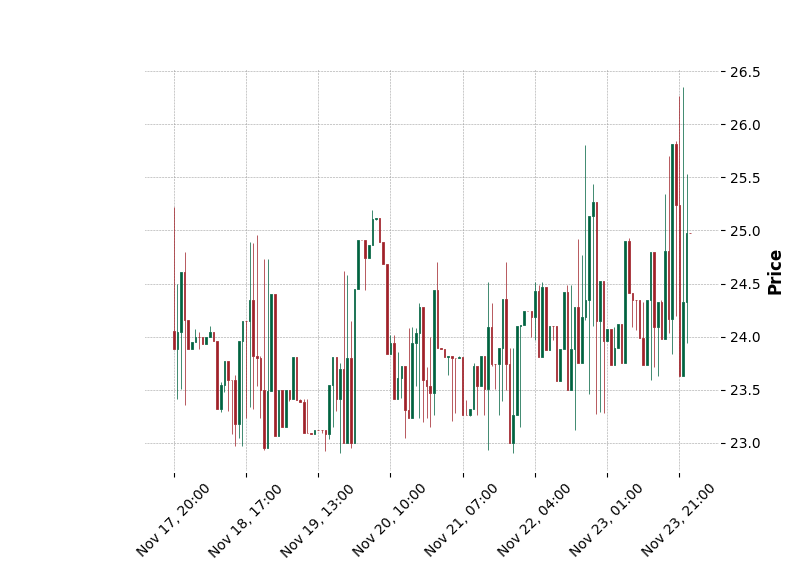 26.5
26.0
25.5
25.0
24.5
24.0
23.5
23.0
Price
Nov 17, 20:00
Nov 18, 17:00
Nov 19, 13:00
Nov 20, 10:00
Nov 21, 07:00
Nov 22, 04:00
Nov 23, 01:00
Nov 23, 21:00